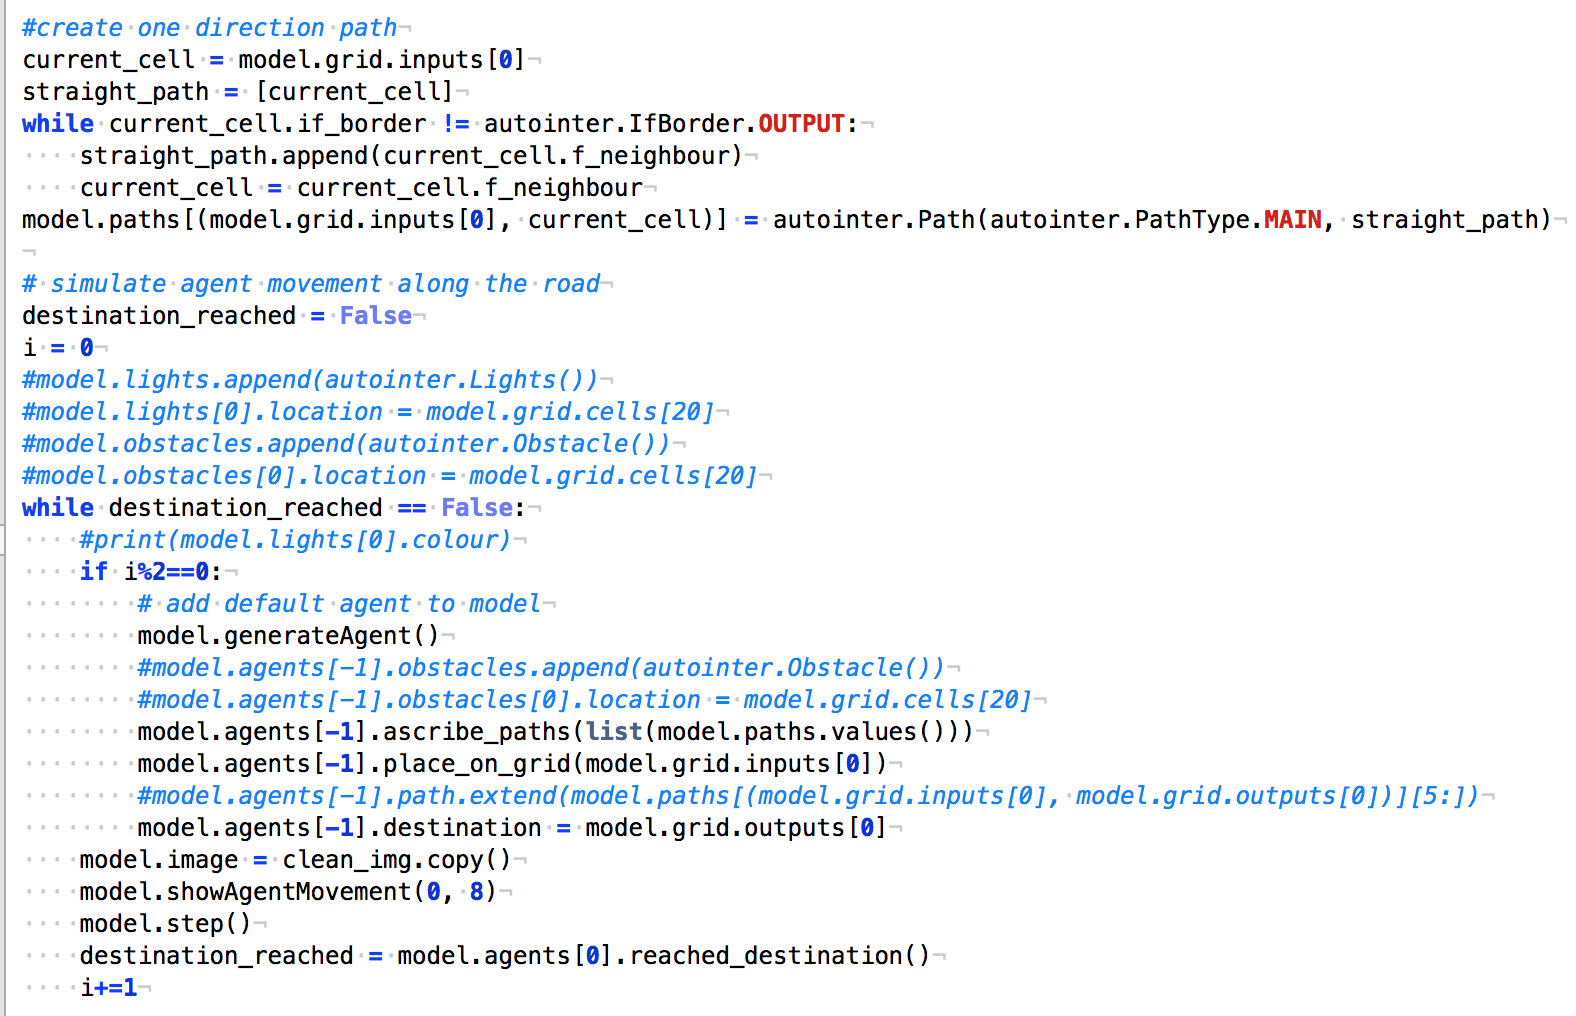 #create one direction path
current_cell = model.grid.inputs[0]
straight_path = [current_cell]
while current_cell.if_border != autointer.IfBorder.OUTPUT:
    straight_path.append(current_cell.f_neighbour)
    current_cell = current_cell.f_neighbour
model.paths[(model.grid.inputs[0], current_cell)] = autointer.Path(autointer.PathType.MAIN, straight_path)

# simulate agent movement along the road
destination_reached = False
i = 0
#model.lights.append(autointer.Lights())
#model.lights[0].location = model.grid.cells[20]
#model.obstacles.append(autointer.Obstacle())
#model.obstacles[0].location = model.grid.cells[20]
while destination_reached == False:
    #print(model.lights[0].colour)
    if i%2==0:
        # add default agent to model
        model.generateAgent()
        #model.agents[-1].obstacles.append(autointer.Obstacle())
        #model.agents[-1].obstacles[0].location = model.grid.cells[20]
        model.agents[-1].ascribe_paths(list(model.paths.values()))
        model.agents[-1].place_on_grid(model.grid.inputs[0])
        #model.agents[-1].path.extend(model.paths[(model.grid.inputs[0], model.grid.outputs[0])][5:])
        model.agents[-1].destination = model.grid.outputs[0]
    model.image = clean_img.copy()
    model.showAgentMovement(0, 8)
    model.step()
    destination_reached = model.agents[0].reached_destination()
    i+=1